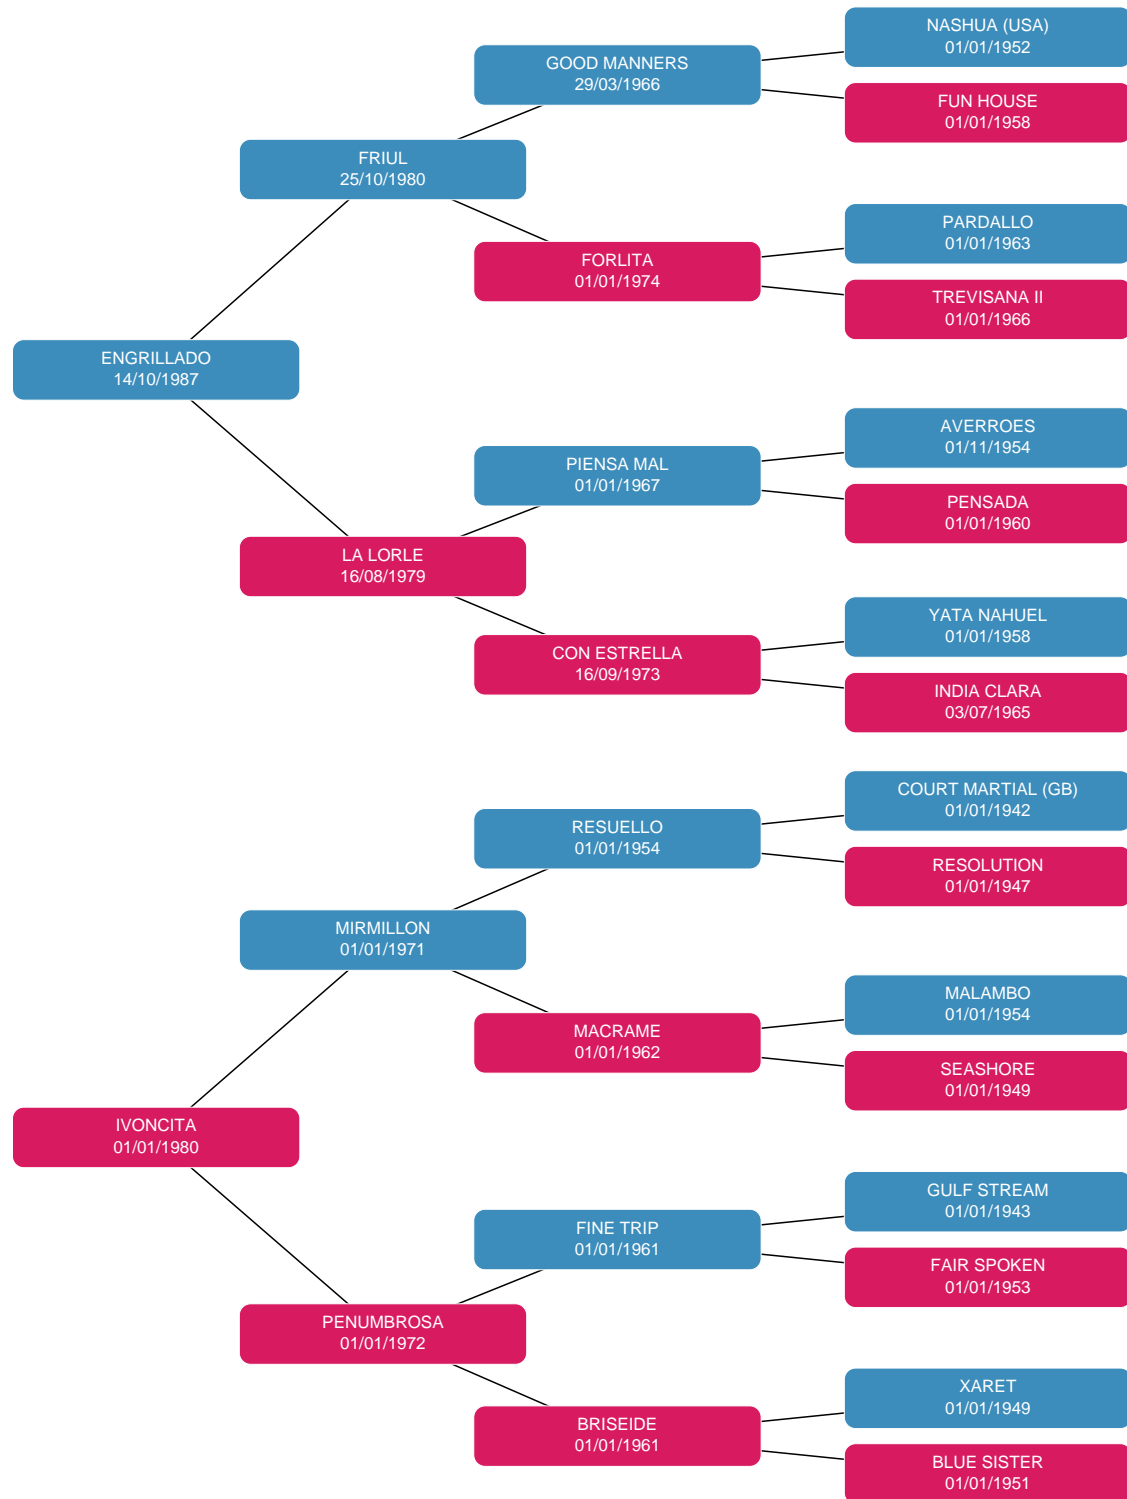 NASHUA (USA)
01/01/1952
GOOD MANNERS
29/03/1966
FUN HOUSE
01/01/1958
FRIUL
25/10/1980
PARDALLO
01/01/1963
FORLITA
01/01/1974
TREVISANA II
01/01/1966
ENGRILLADO
14/10/1987
AVERROES
01/11/1954
PIENSA MAL
01/01/1967
PENSADA
01/01/1960
LA LORLE
16/08/1979
YATA NAHUEL
01/01/1958
CON ESTRELLA
16/09/1973
INDIA CLARA
03/07/1965
COURT MARTIAL (GB)
01/01/1942
RESUELLO
01/01/1954
RESOLUTION
01/01/1947
MIRMILLON
01/01/1971
MALAMBO
01/01/1954
MACRAME
01/01/1962
SEASHORE
01/01/1949
IVONCITA
01/01/1980
GULF STREAM
01/01/1943
FINE TRIP
01/01/1961
FAIR SPOKEN
01/01/1953
PENUMBROSA
01/01/1972
XARET
01/01/1949
BRISEIDE
01/01/1961
BLUE SISTER
01/01/1951